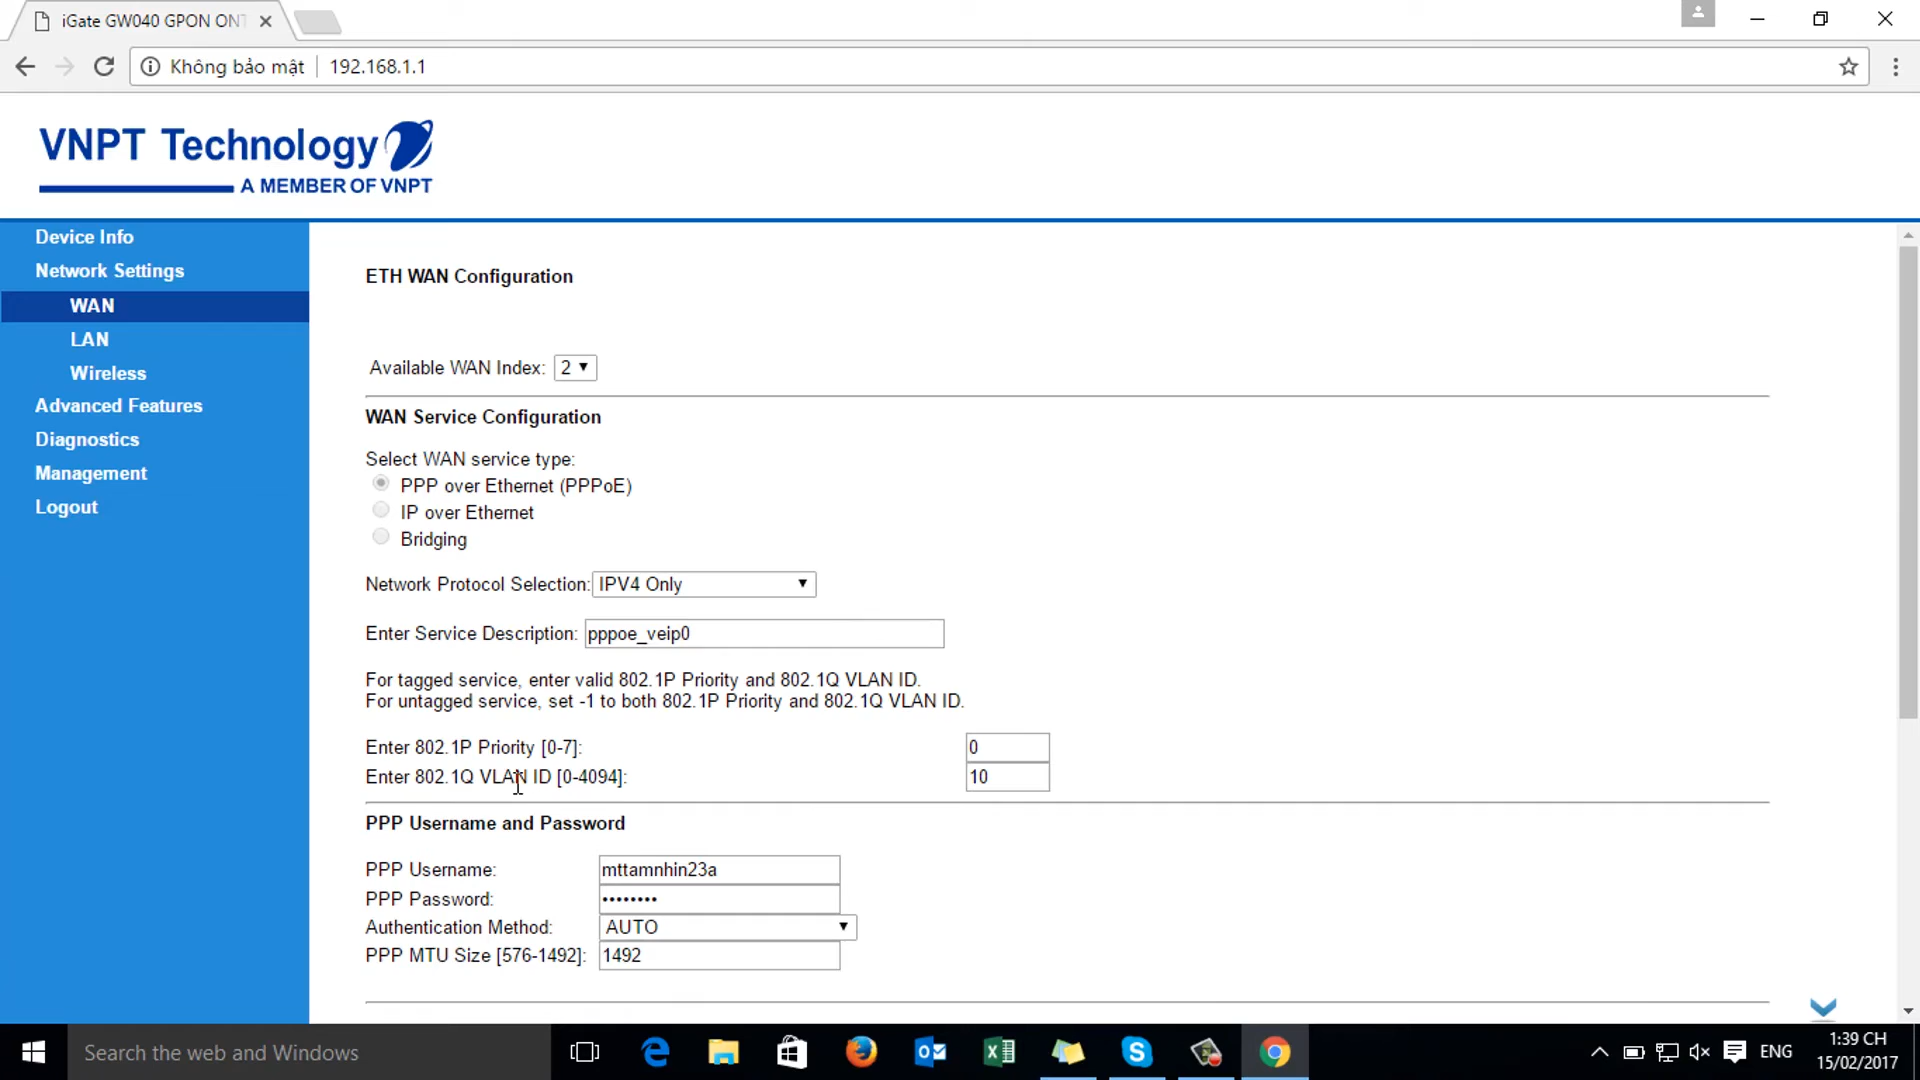 iGate GW040 GPON ONT
Không bảo mật
192.168.1.1
VNPT Technology
A MEMBER OF VNPT
Device Info
Network Settings
WAN
LAN
Wireless
Advanced Features
Diagnostics
Management
Logout
ETH WAN Configuration
Available WAN Index: 2
WAN Service Configuration
Select WAN service type:
PPP over Ethernet (PPPoE)
IP over Ethernet
Bridging
Network Protocol Selection: IPV4 Only
Enter Service Description: pppoe_veip0
For tagged service, enter valid 802.1P Priority and 802.1Q VLAN ID.
For untagged service, set -1 to both 802.1P Priority and 802.1Q VLAN ID.
Enter 802.1P Priority [0-7]: 0
Enter 802.1Q VLAN ID [0-4094]: 10
PPP Username and Password
PPP Username: mttamnhin23a
PPP Password: ••••••••
Authentication Method: AUTO
PPP MTU Size [576-1492]: 1492
Search the web and Windows
ENG
1:39 CH
15/02/2017